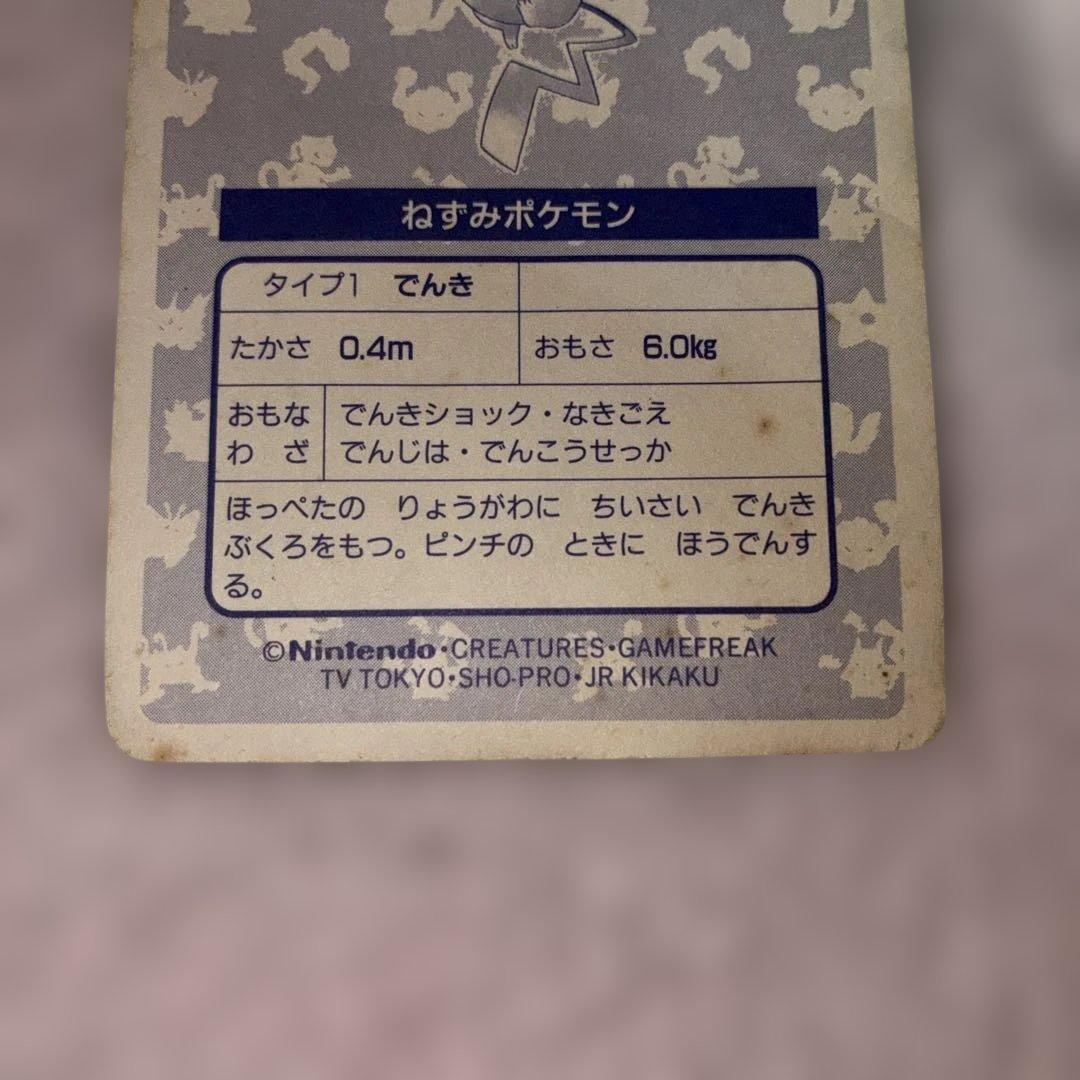 ねずみポケモン
タイプ1　でんき
たかさ　0.4m　おもさ　6.0kg
おもな　でんきショック・なきごえ
わ　ざ　でんじは・でんこうせっか
ほっぺたの　りょうがわに　ちいさい　でんき
ぶくろをもつ。ピンチの　ときに　ほうでんす
る。
©Nintendo・CREATURES・GAMEFREAK
TV TOKYO・SHO-PRO・JR KIKAKU